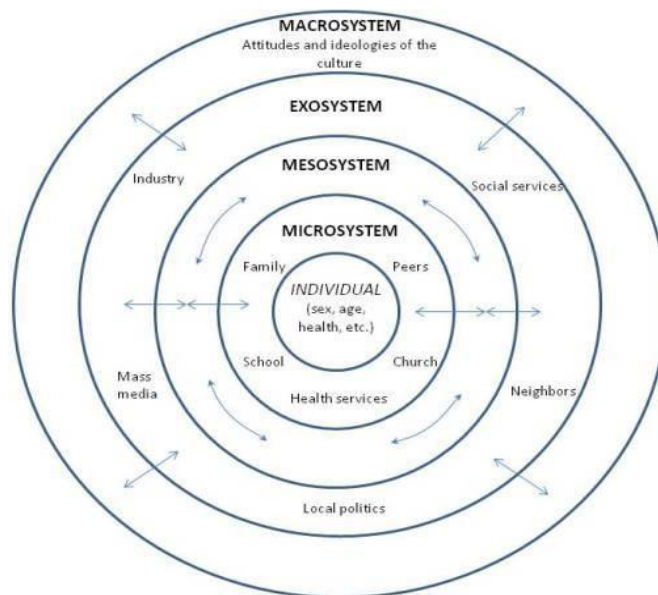 MACROSYSTEM
Attitudes and ideologies of the
culture
EXOSYSTEM
MESOSYSTEM
Industry
Social services
MICROSYSTEM
Family
Peers
INDIVIDUAL
(sex, age,
health, etc.)
School
Church
Mass
media
Health services
Neighbors
Local politics